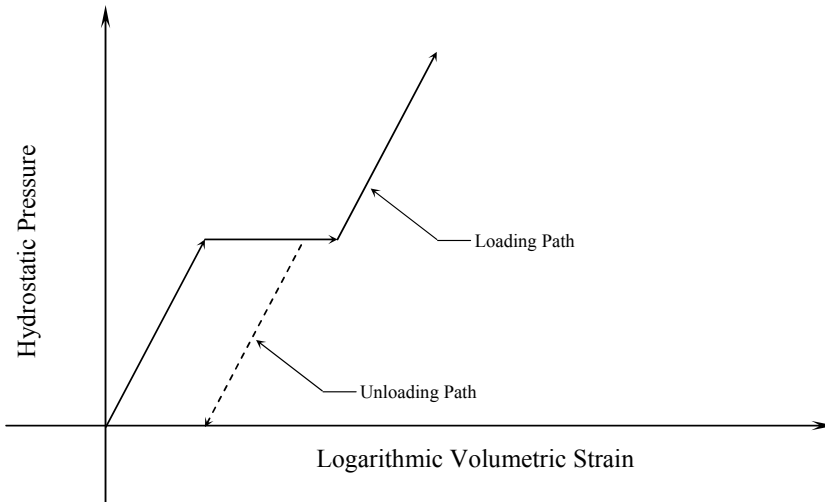 Hydrostatic Pressure
Loading Path
Unloading Path
Logarithmic Volumetric Strain